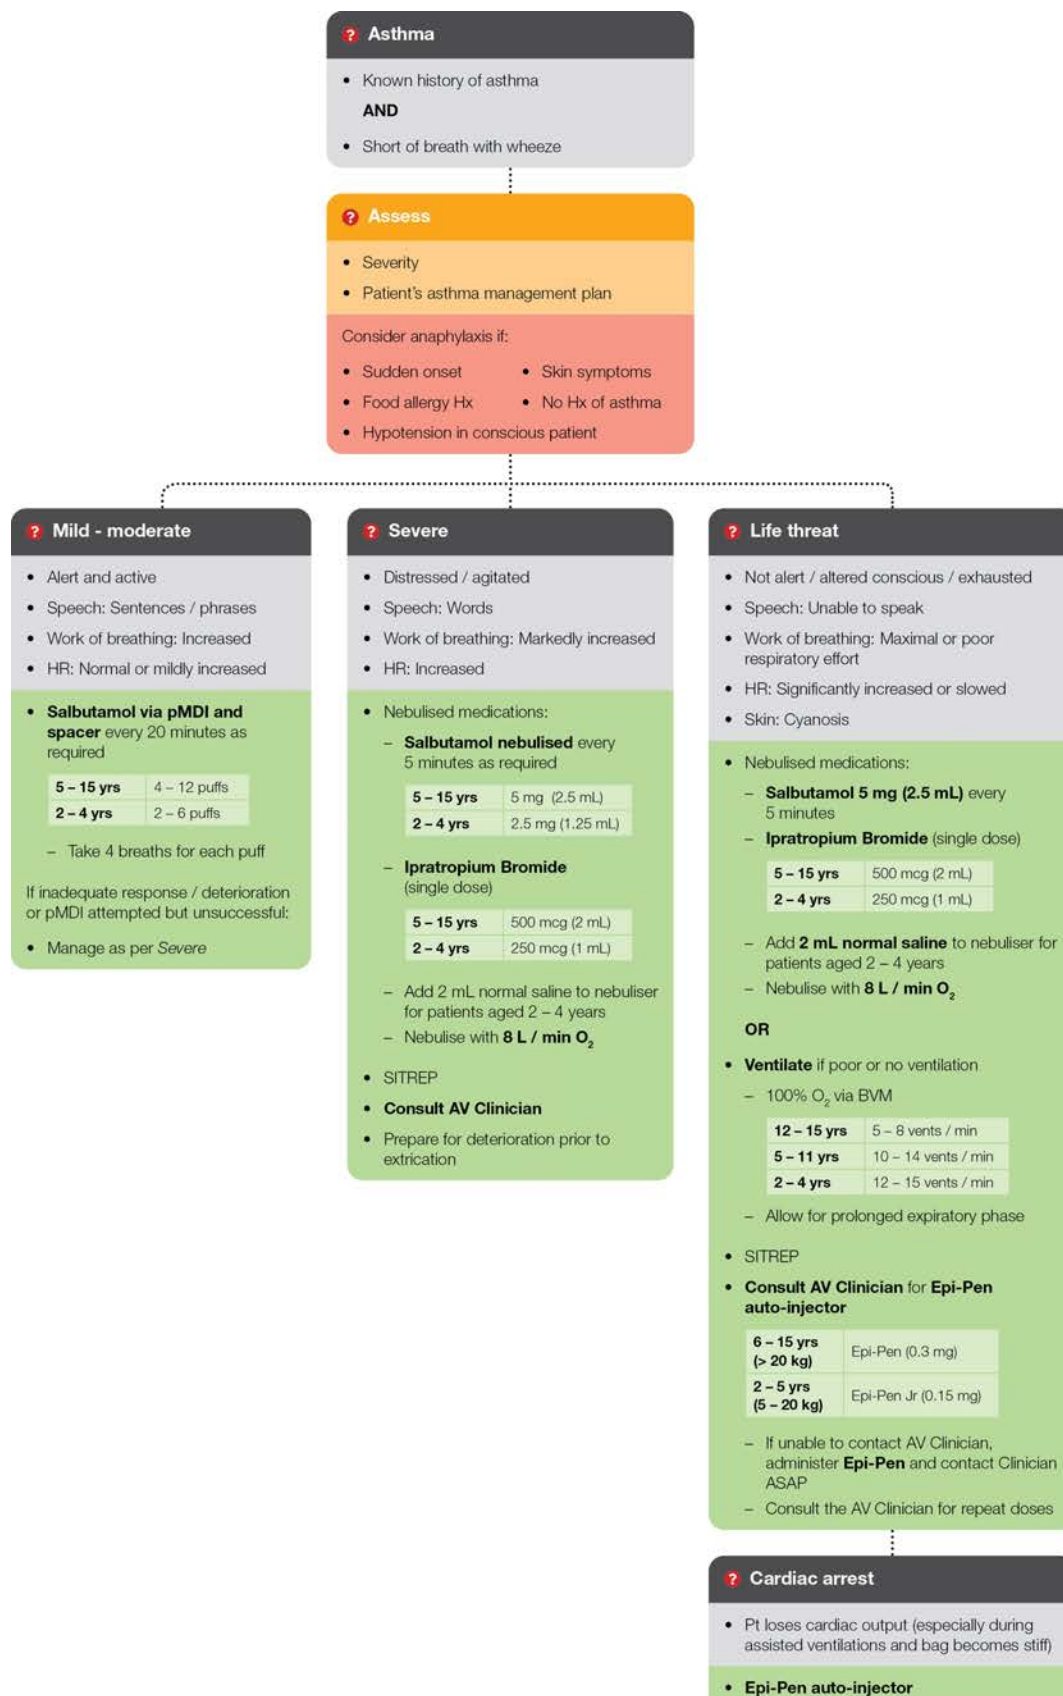 ? Asthma
• Known history of asthma
AND
• Short of breath with wheeze
? Assess
• Severity
• Patient's asthma management plan
Consider anaphylaxis if:
• Sudden onset
• Skin symptoms
• Food allergy Hx
• No Hx of asthma
• Hypotension in conscious patient
? Mild - moderate
• Alert and active
• Speech: Sentences / phrases
• Work of breathing: Increased
• HR: Normal or mildly increased
• Salbutamol via pMDI and
spacer every 20 minutes as
required
5 – 15 yrs 4 – 12 puffs
2 – 4 yrs 2 – 6 puffs
– Take 4 breaths for each puff
If inadequate response / deterioration
or pMDI attempted but unsuccessful:
• Manage as per Severe
? Severe
• Distressed / agitated
• Speech: Words
• Work of breathing: Markedly increased
• HR: Increased
• Nebulised medications:
– Salbutamol nebulised every
5 minutes as required
5 – 15 yrs 5 mg (2.5 mL)
2 – 4 yrs 2.5 mg (1.25 mL)
– Ipratropium Bromide
(single dose)
5 – 15 yrs 500 mcg (2 mL)
2 – 4 yrs 250 mcg (1 mL)
– Add 2 mL normal saline to nebuliser
for patients aged 2 – 4 years
– Nebulise with 8 L / min O₂
• SITREP
• Consult AV Clinician
• Prepare for deterioration prior to
extrication
? Life threat
• Not alert / altered conscious / exhausted
• Speech: Unable to speak
• Work of breathing: Maximal or poor
respiratory effort
• HR: Significantly increased or slowed
• Skin: Cyanosis
• Nebulised medications:
– Salbutamol 5 mg (2.5 mL) every
5 minutes
– Ipratropium Bromide (single dose)
5 – 15 yrs 500 mcg (2 mL)
2 – 4 yrs 250 mcg (1 mL)
– Add 2 mL normal saline to nebuliser for
patients aged 2 – 4 years
– Nebulise with 8 L / min O₂
OR
• Ventilate if poor or no ventilation
– 100% O₂ via BVM
12 – 15 yrs 5 – 8 vents / min
5 – 11 yrs 10 – 14 vents / min
2 – 4 yrs 12 – 15 vents / min
– Allow for prolonged expiratory phase
• SITREP
• Consult AV Clinician for Epi-Pen
auto-injector
6 – 15 yrs
(> 20 kg) Epi-Pen (0.3 mg)
2 – 5 yrs
(5 – 20 kg) Epi-Pen Jr (0.15 mg)
– If unable to contact AV Clinician,
administer Epi-Pen and contact Clinician
ASAP
– Consult the AV Clinician for repeat doses
? Cardiac arrest
• Pt loses cardiac output (especially during
assisted ventilations and bag becomes stiff)
• Epi-Pen auto-injector